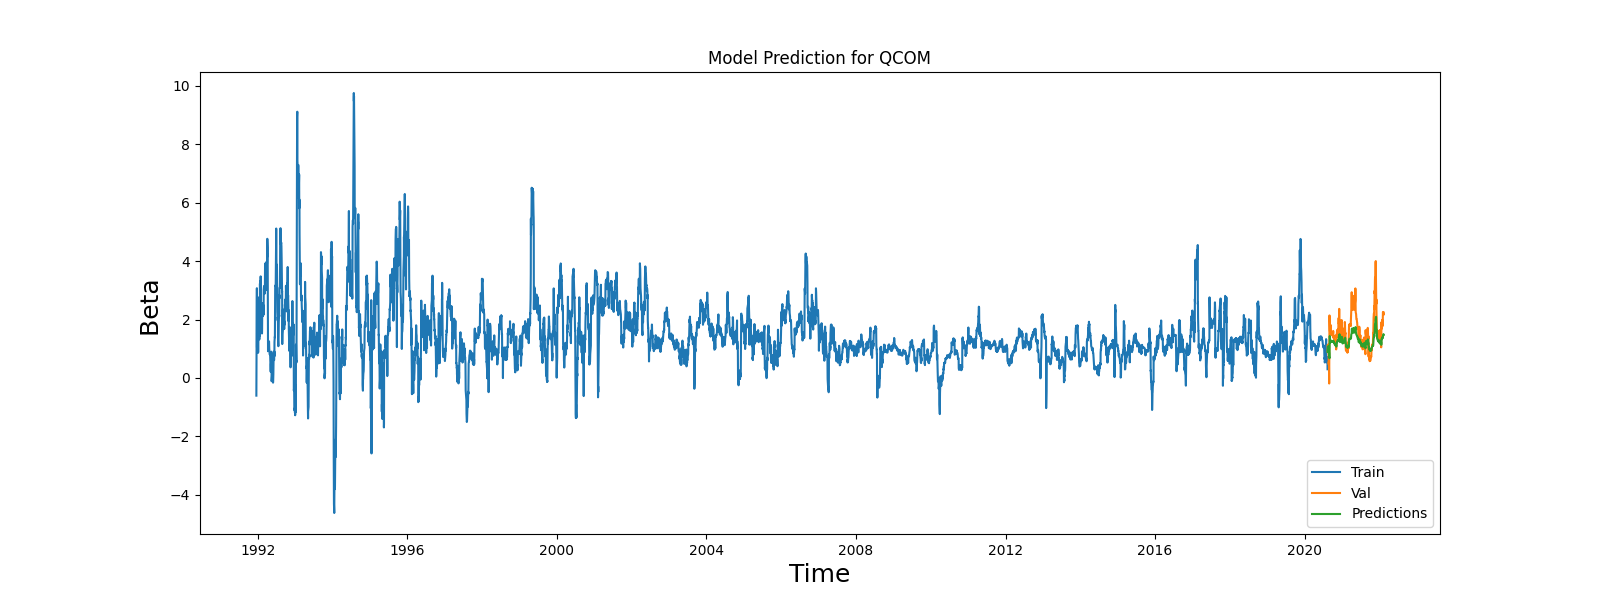 Model Prediction for QCOM
10
8
6
4
2
0
−2
−4
Beta
1992 1996 2000 2004 2008 2012 2016 2020
Time
Train
Val
Predictions